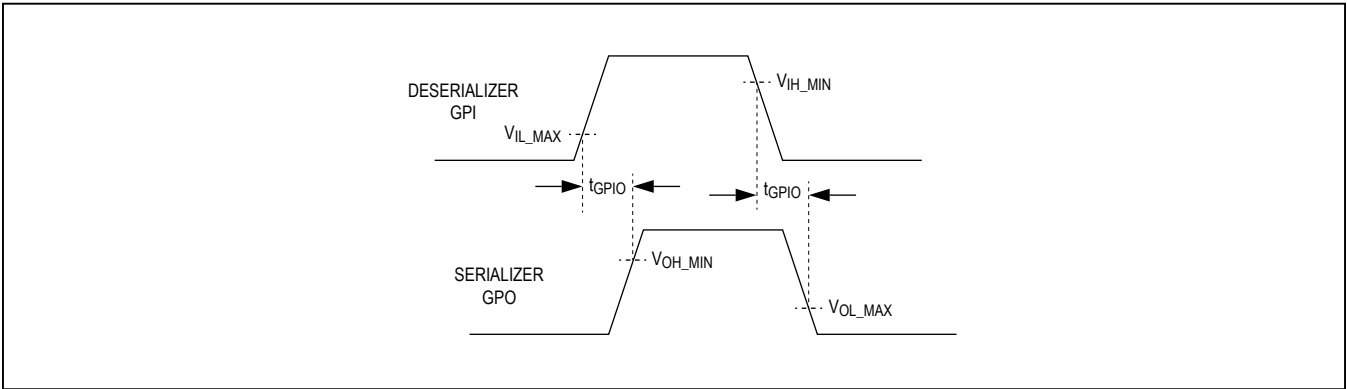 DESERIALIZER
GPI
VIH_MIN
VIL_MAX
tGPIO
tGPIO
SERIALIZER
GPO
VOH_MIN
VOL_MAX